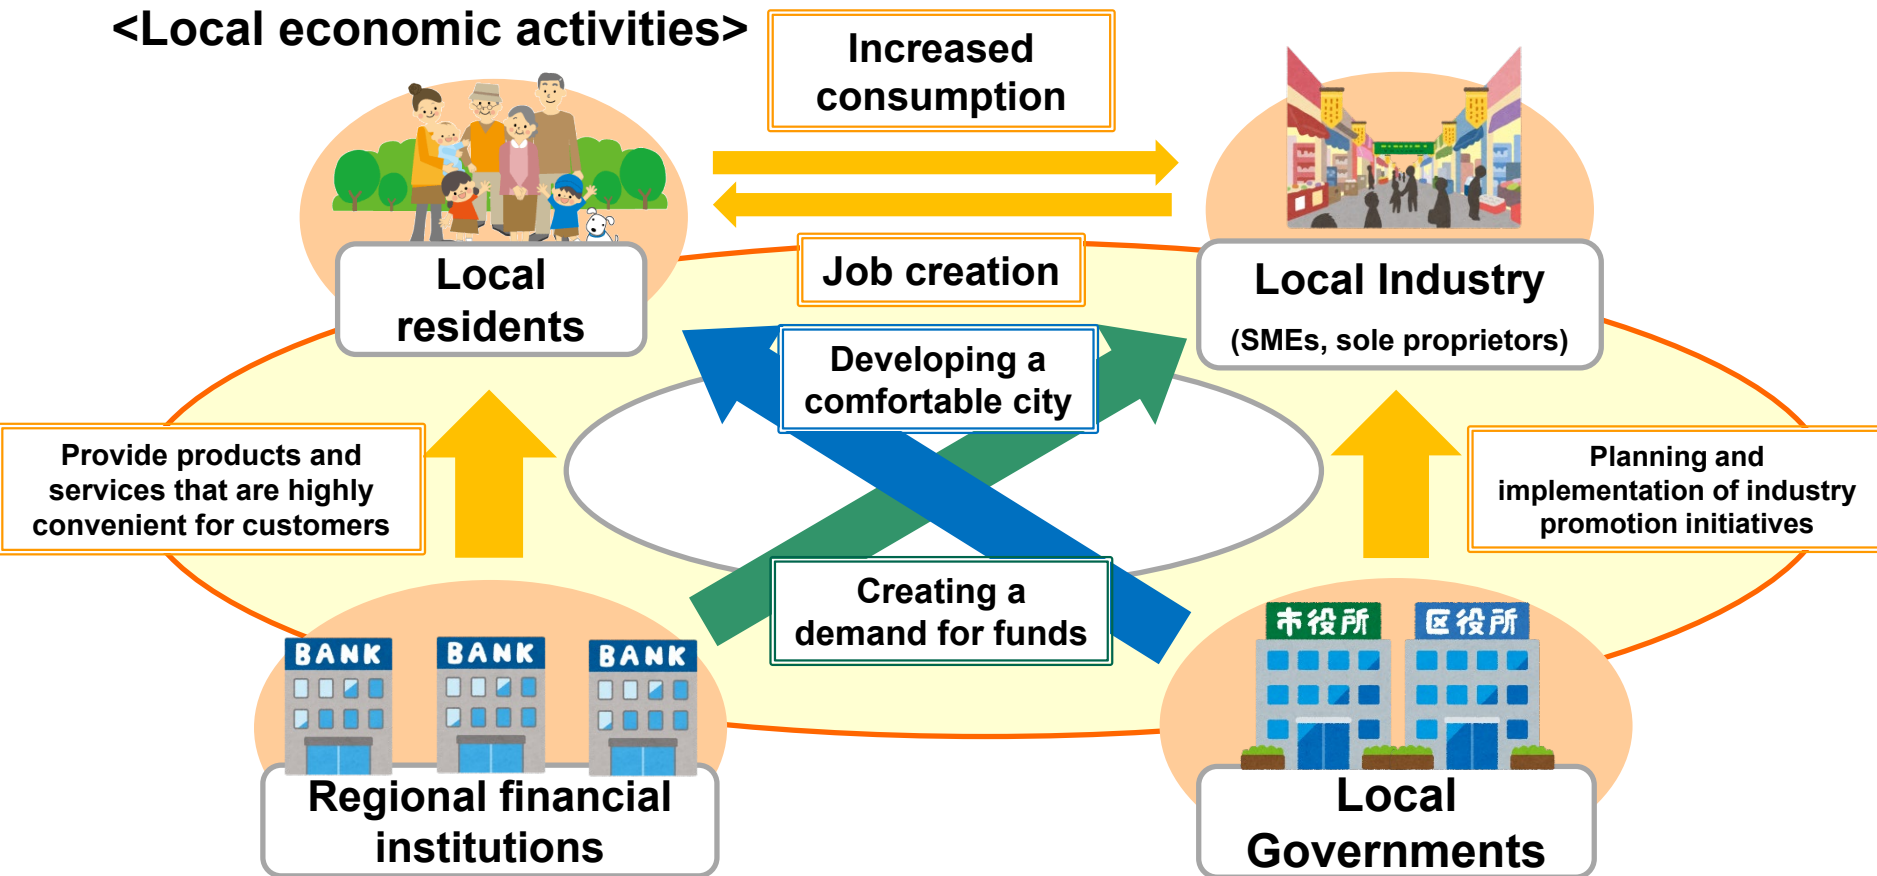 <Local economic activities>
Increased
consumption
Local
residents
Job creation
Local Industry
(SMEs, sole proprietors)
Developing a
comfortable city
Provide products and
services that are highly
convenient for customers
Planning and
implementation of industry
promotion initiatives
Creating a
demand for funds
BANK
BANK
BANK
市役所
区役所
Regional financial
institutions
Local
Governments